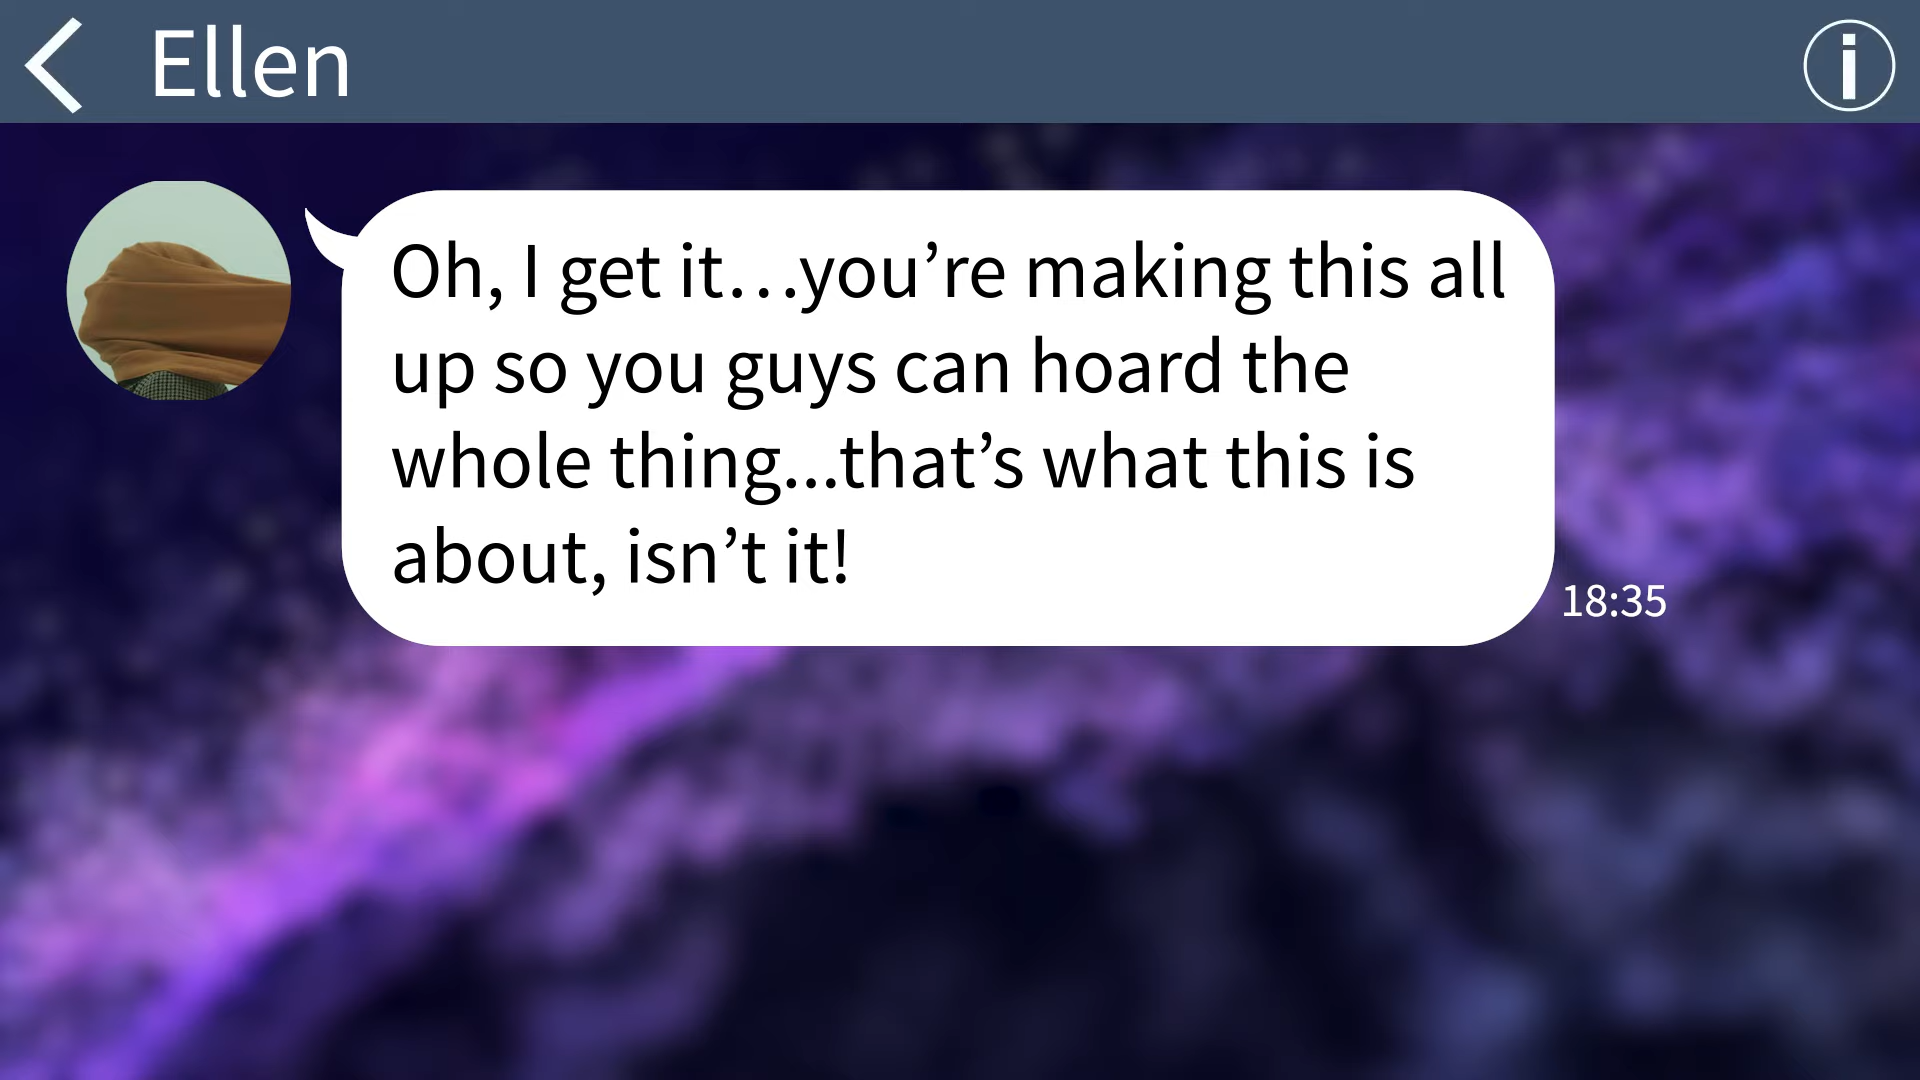 Ellen
Oh, I get it…you’re making this all
up so you guys can hoard the
whole thing...that’s what this is
about, isn’t it!
18:35